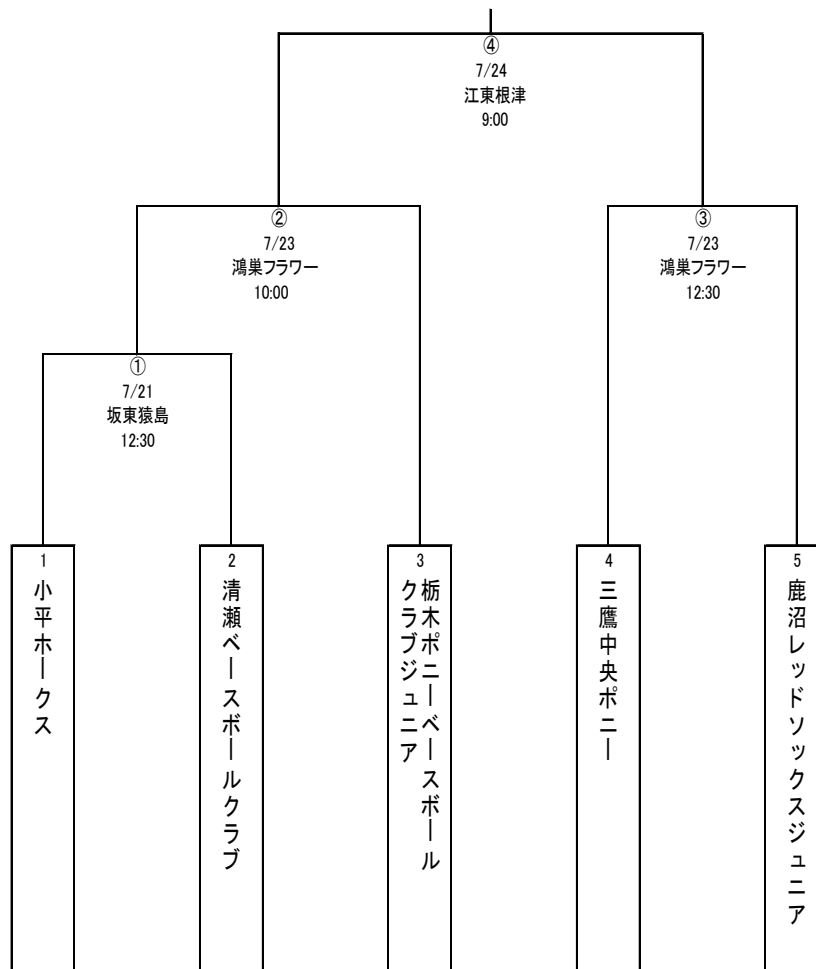 ④
7/24
江東根津
9:00
②
7/23
鴻巣フラワー
10:00
③
7/23
鴻巣フラワー
12:30
①
7/21
坂東猿島
12:30
1
小平ホークス
2
清瀬ベースボールクラブ
3
栃木ポニーベースボール
クラブジュニア
4
三鷹中央ポニー
5
鹿沼レッドソックスジュニア